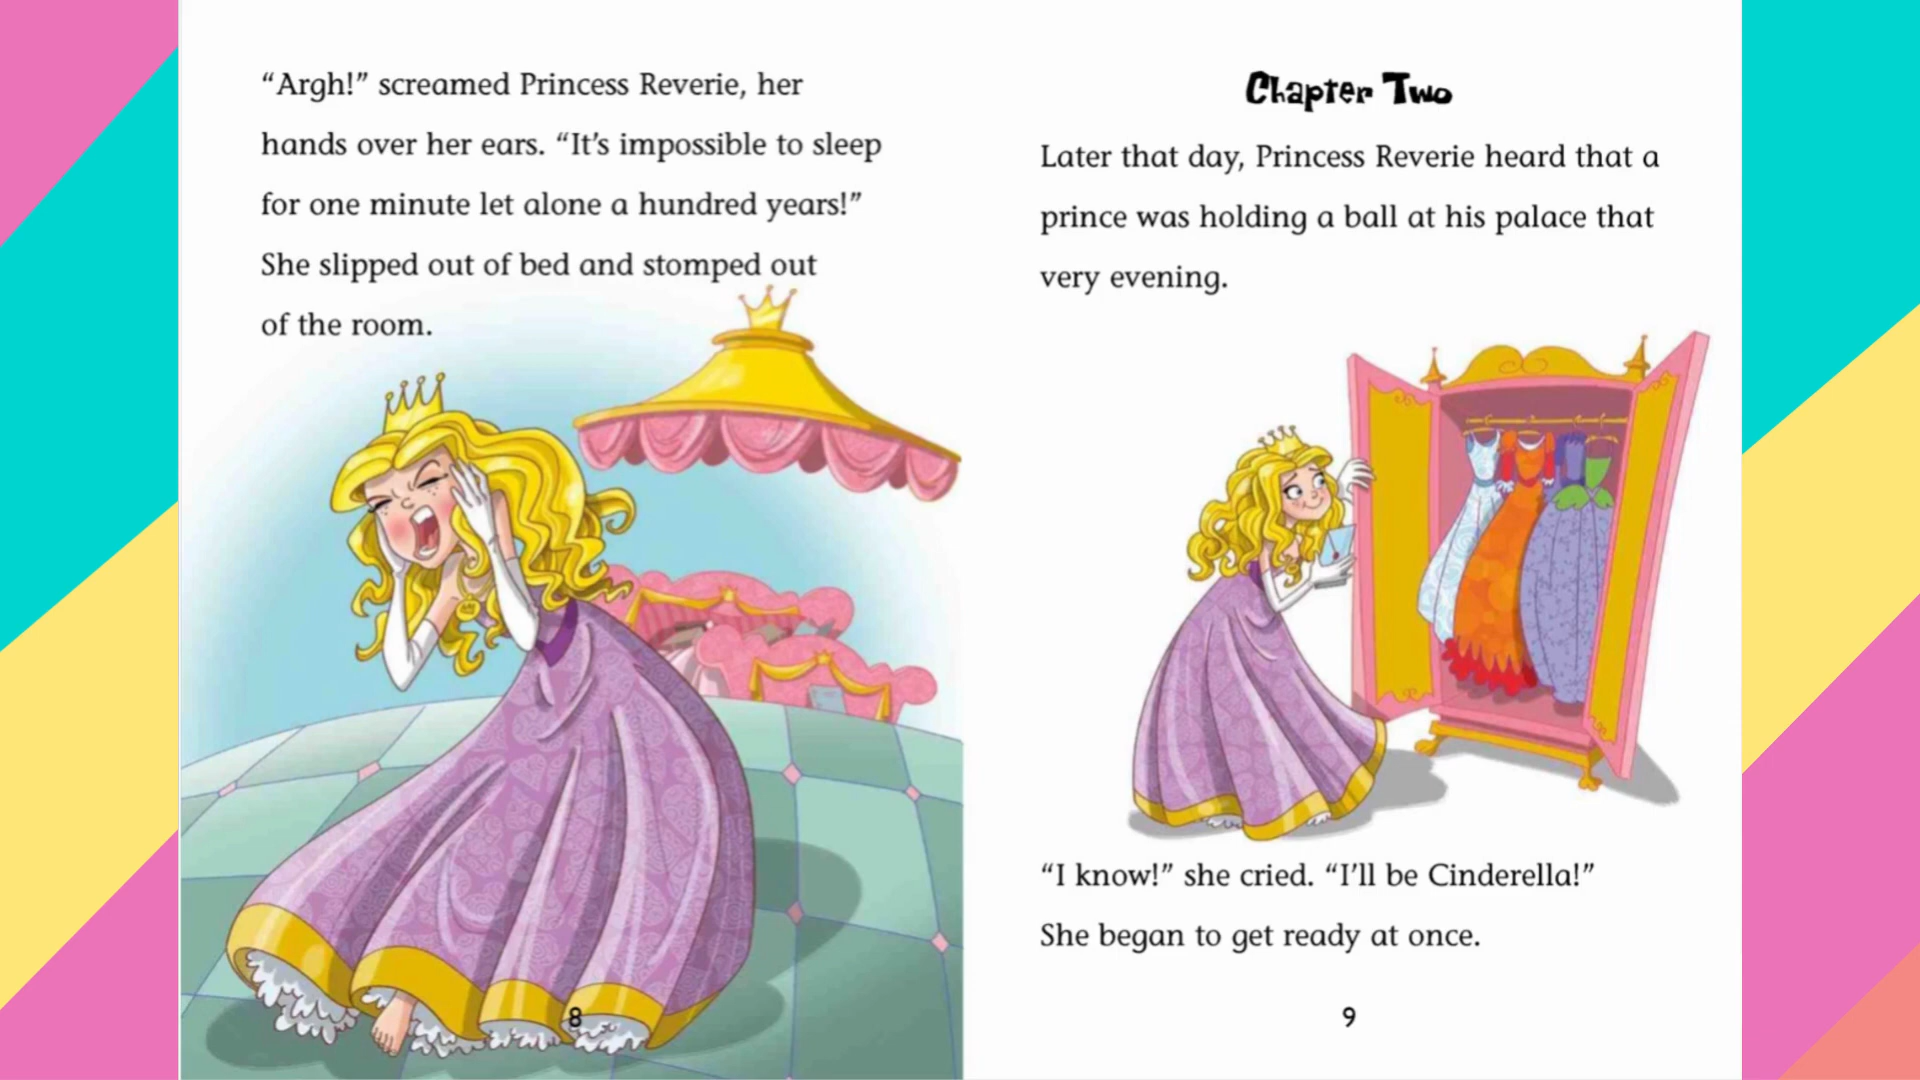 “Argh!” screamed Princess Reverie, her
hands over her ears. “It’s impossible to sleep
for one minute let alone a hundred years!”
She slipped out of bed and stomped out
of the room.
8
Chapter Two
Later that day, Princess Reverie heard that a
prince was holding a ball at his palace that
very evening.
“I know!” she cried. “I’ll be Cinderella!”
She began to get ready at once.
9